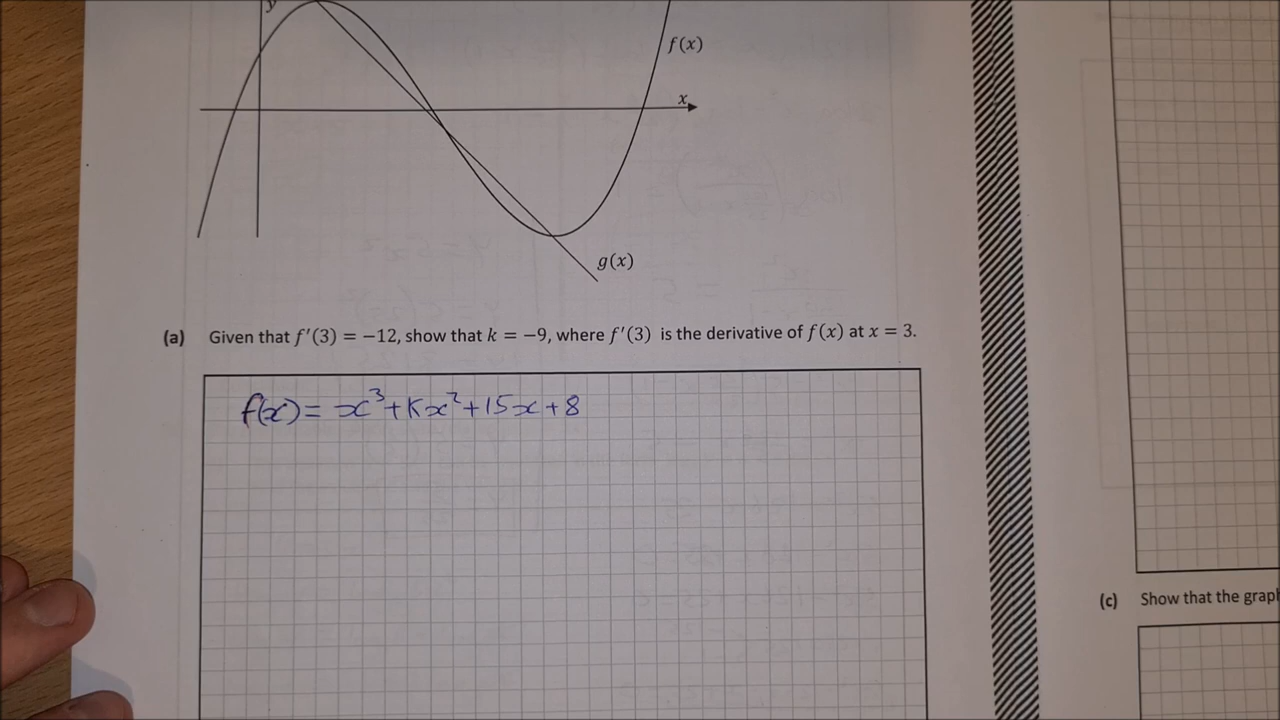 y
f(x)
x
g(x)
(a) Given that f′(3) = −12, show that k = −9, where f′(3) is the derivative of f(x) at x = 3.
f(x) = x³+Kx²+15x+8
(c) Show that the grap